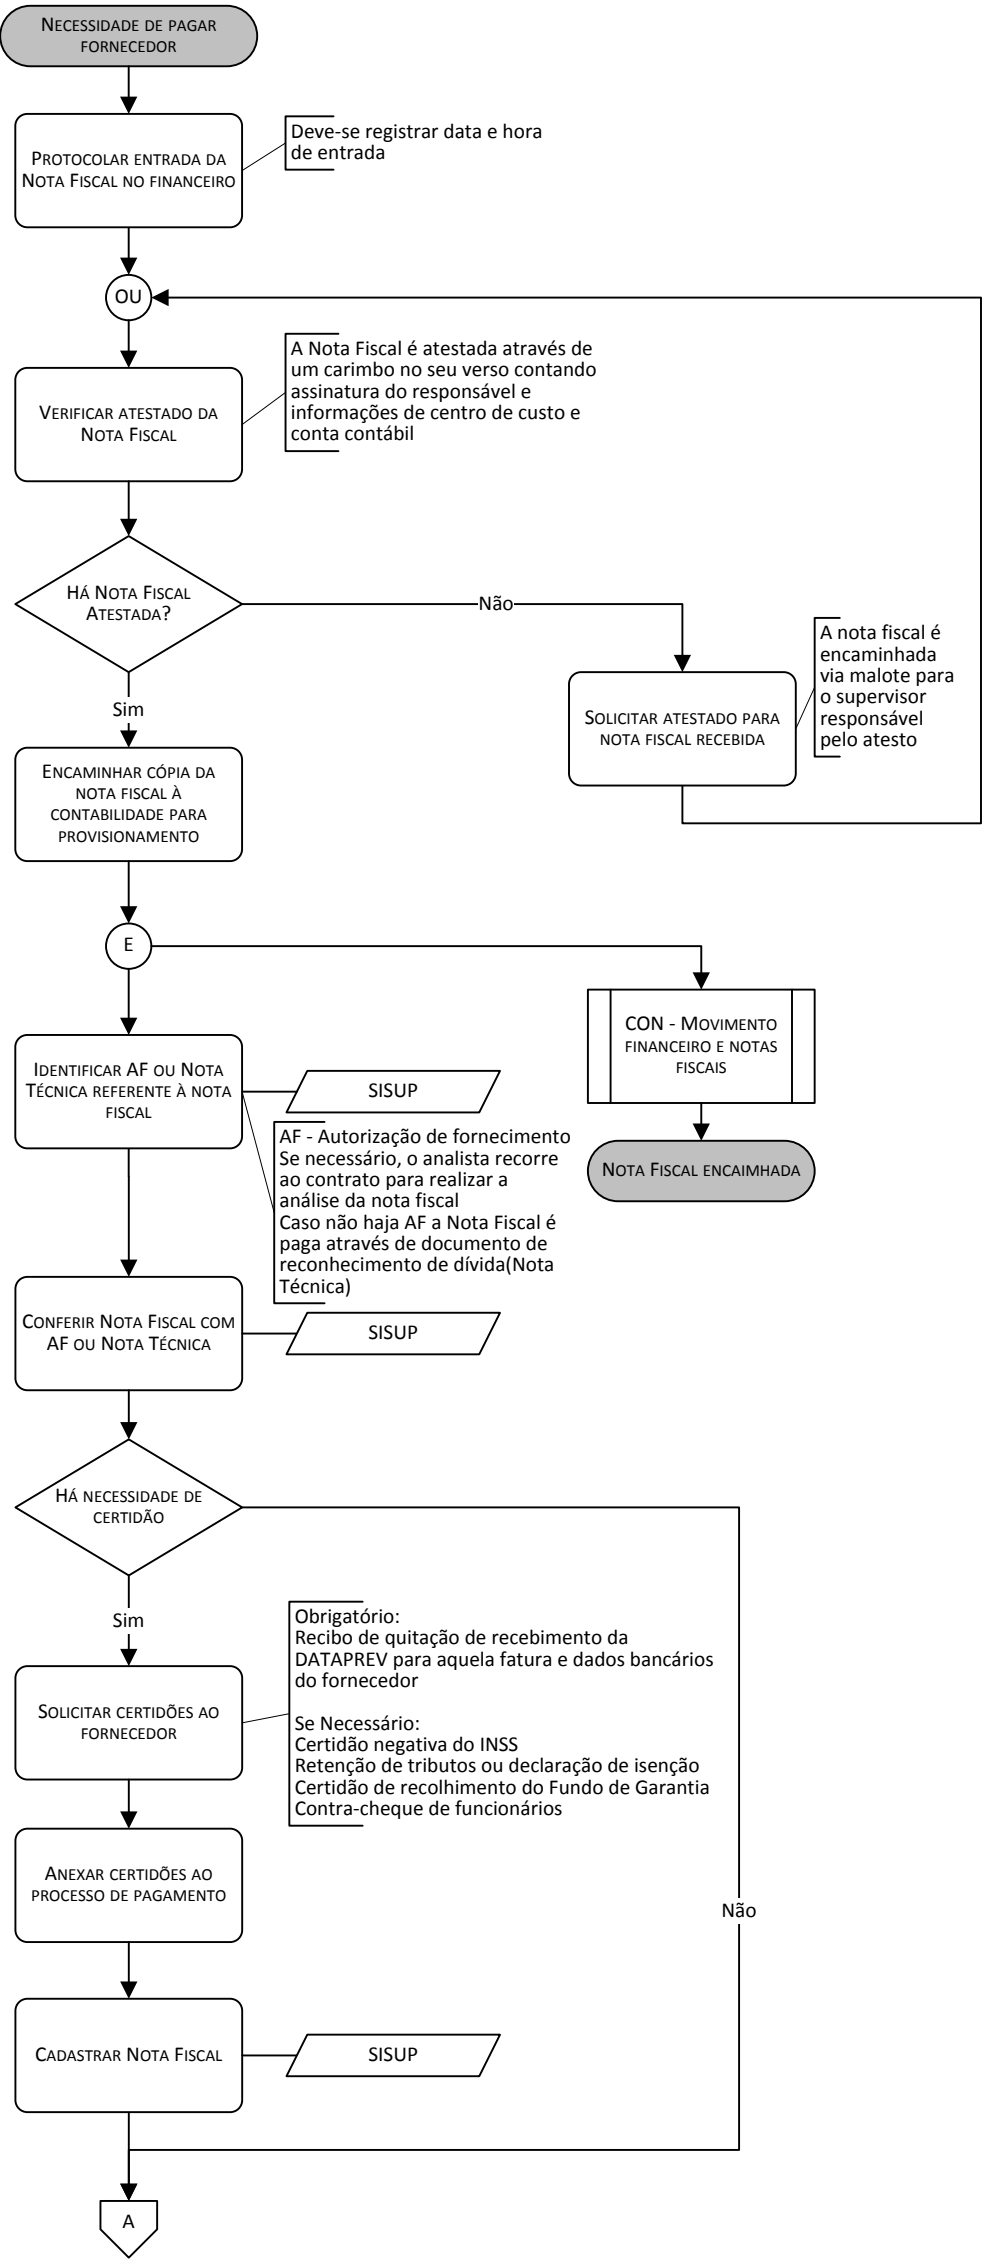 NECESSIDADE DE PAGAR
FORNECEDOR
PROTOCOLAR ENTRADA DA
NOTA FISCAL NO FINANCEIRO
Deve-se registrar data e hora
de entrada
OU
VERIFICAR ATESTADO DA
NOTA FISCAL
A Nota Fiscal é atestada através de
um carimbo no seu verso contando
assinatura do responsável e
informações de centro de custo e
conta contábil
HÁ NOTA FISCAL
ATESTADA?
Não
Sim
SOLICITAR ATESTADO PARA
NOTA FISCAL RECEBIDA
A nota fiscal é
encaminhada
via malote para
o supervisor
responsável
pelo atesto
ENCAMINHAR CÓPIA DA
NOTA FISCAL À
CONTABILIDADE PARA
PROVISIONAMENTO
E
CON - MOVIMENTO
FINANCEIRO E NOTAS
FISCAIS
NOTA FISCAL ENCAIMHADA
IDENTIFICAR AF OU NOTA
TÉCNICA REFERENTE À NOTA
FISCAL
SISUP
AF - Autorização de fornecimento
Se necessário, o analista recorre
ao contrato para realizar a
análise da nota fiscal
Caso não haja AF a Nota Fiscal é
paga através de documento de
reconhecimento de dívida(Nota
Técnica)
CONFERIR NOTA FISCAL COM
AF OU NOTA TÉCNICA
SISUP
HÁ NECESSIDADE DE
CERTIDÃO
Sim
SOLICITAR CERTIDÕES AO
FORNECEDOR
Obrigatório:
Recibo de quitação de recebimento da
DATAPREV para aquela fatura e dados bancários
do fornecedor
Se Necessário:
Certidão negativa do INSS
Retenção de tributos ou declaração de isenção
Certidão de recolhimento do Fundo de Garantia
Contra-cheque de funcionários
ANEXAR CERTIDÕES AO
PROCESSO DE PAGAMENTO
Não
CADASTRAR NOTA FISCAL
SISUP
A